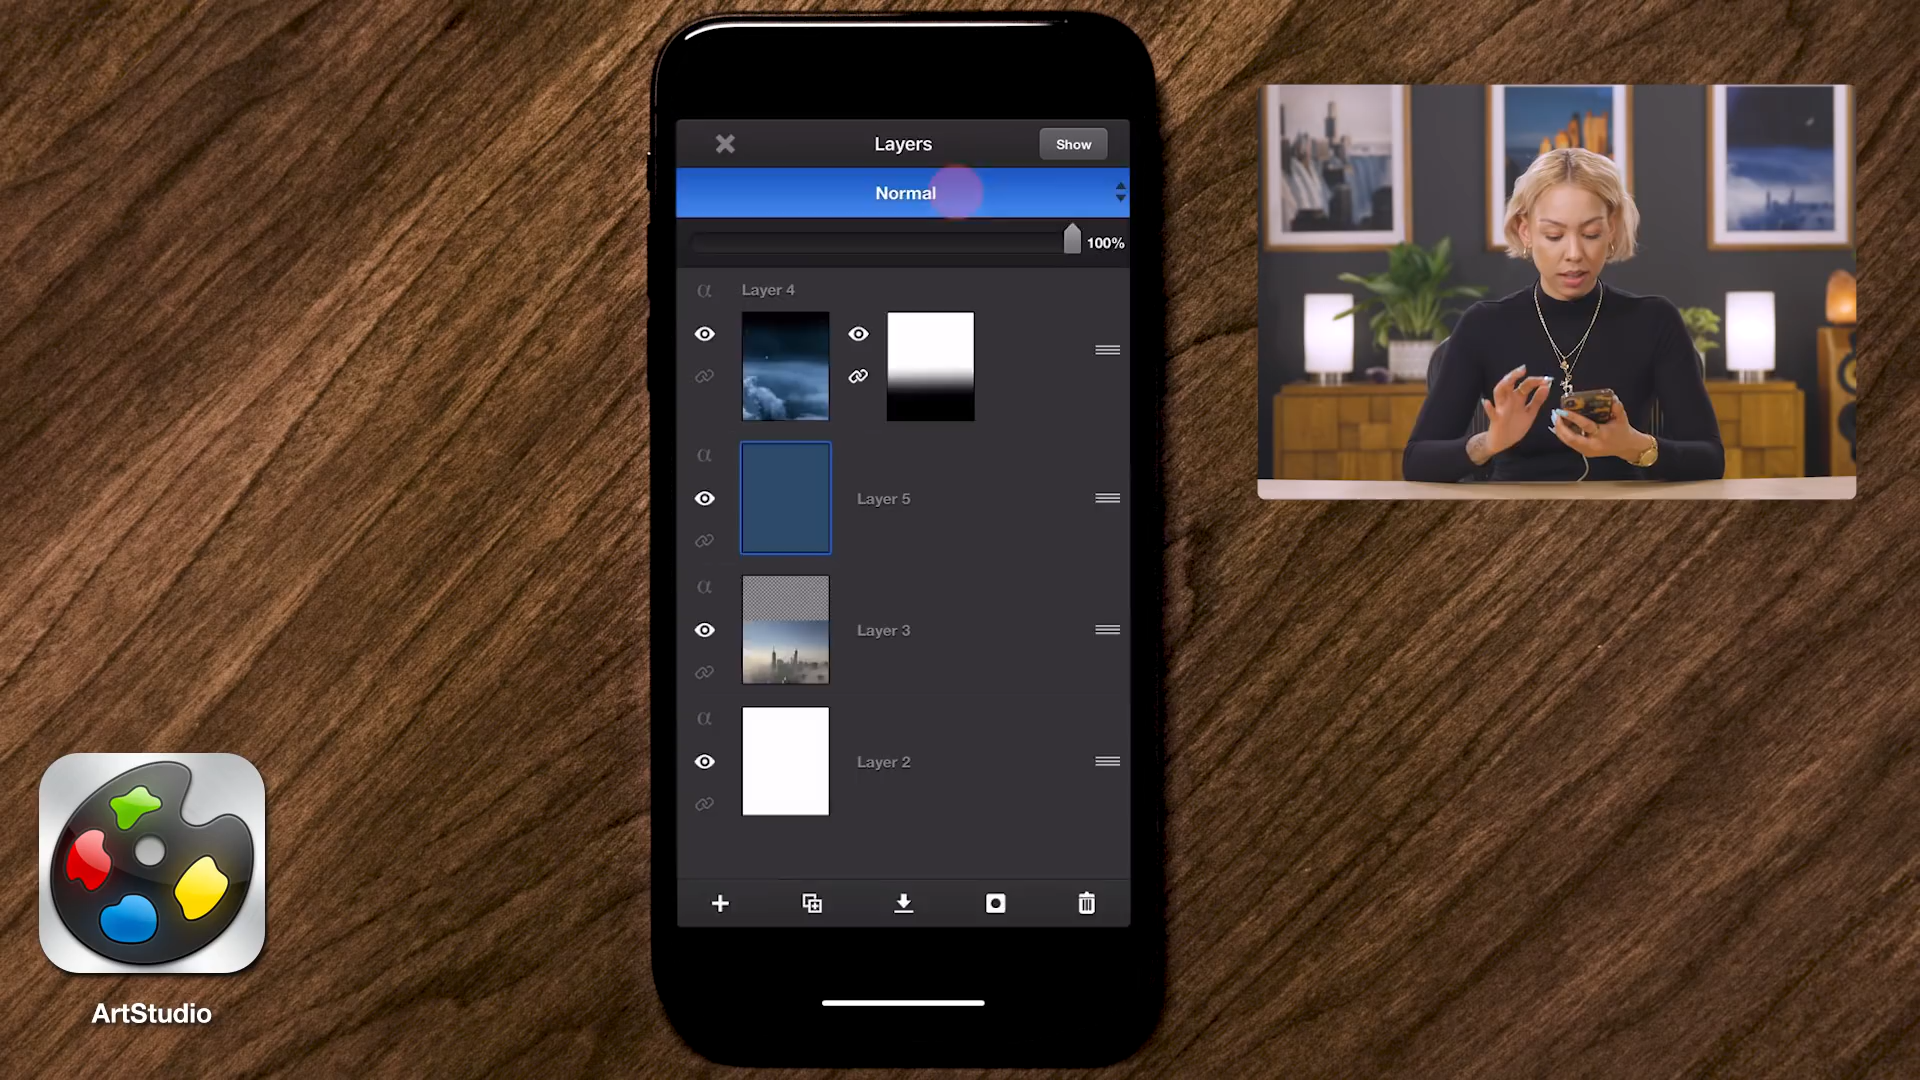 Layers
Show
Normal
100%
α
Layer 4
α
Layer 5
α
Layer 3
α
Layer 2
ArtStudio